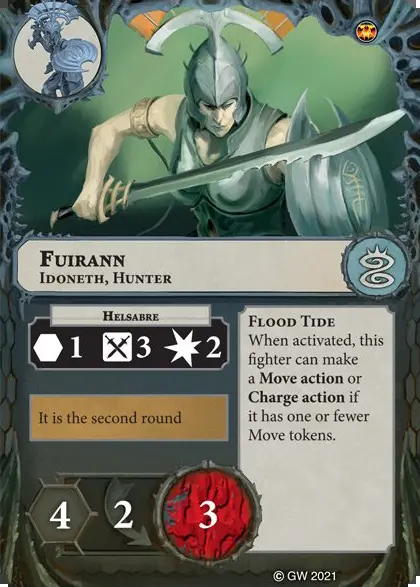 Fuirann
Idoneth, Hunter
Helsabre
1 3 2
It is the second round
Flood Tide
When activated, this
fighter can make
a Move action or
Charge action if
it has one or fewer
Move tokens.
4 2 3
© GW 2021